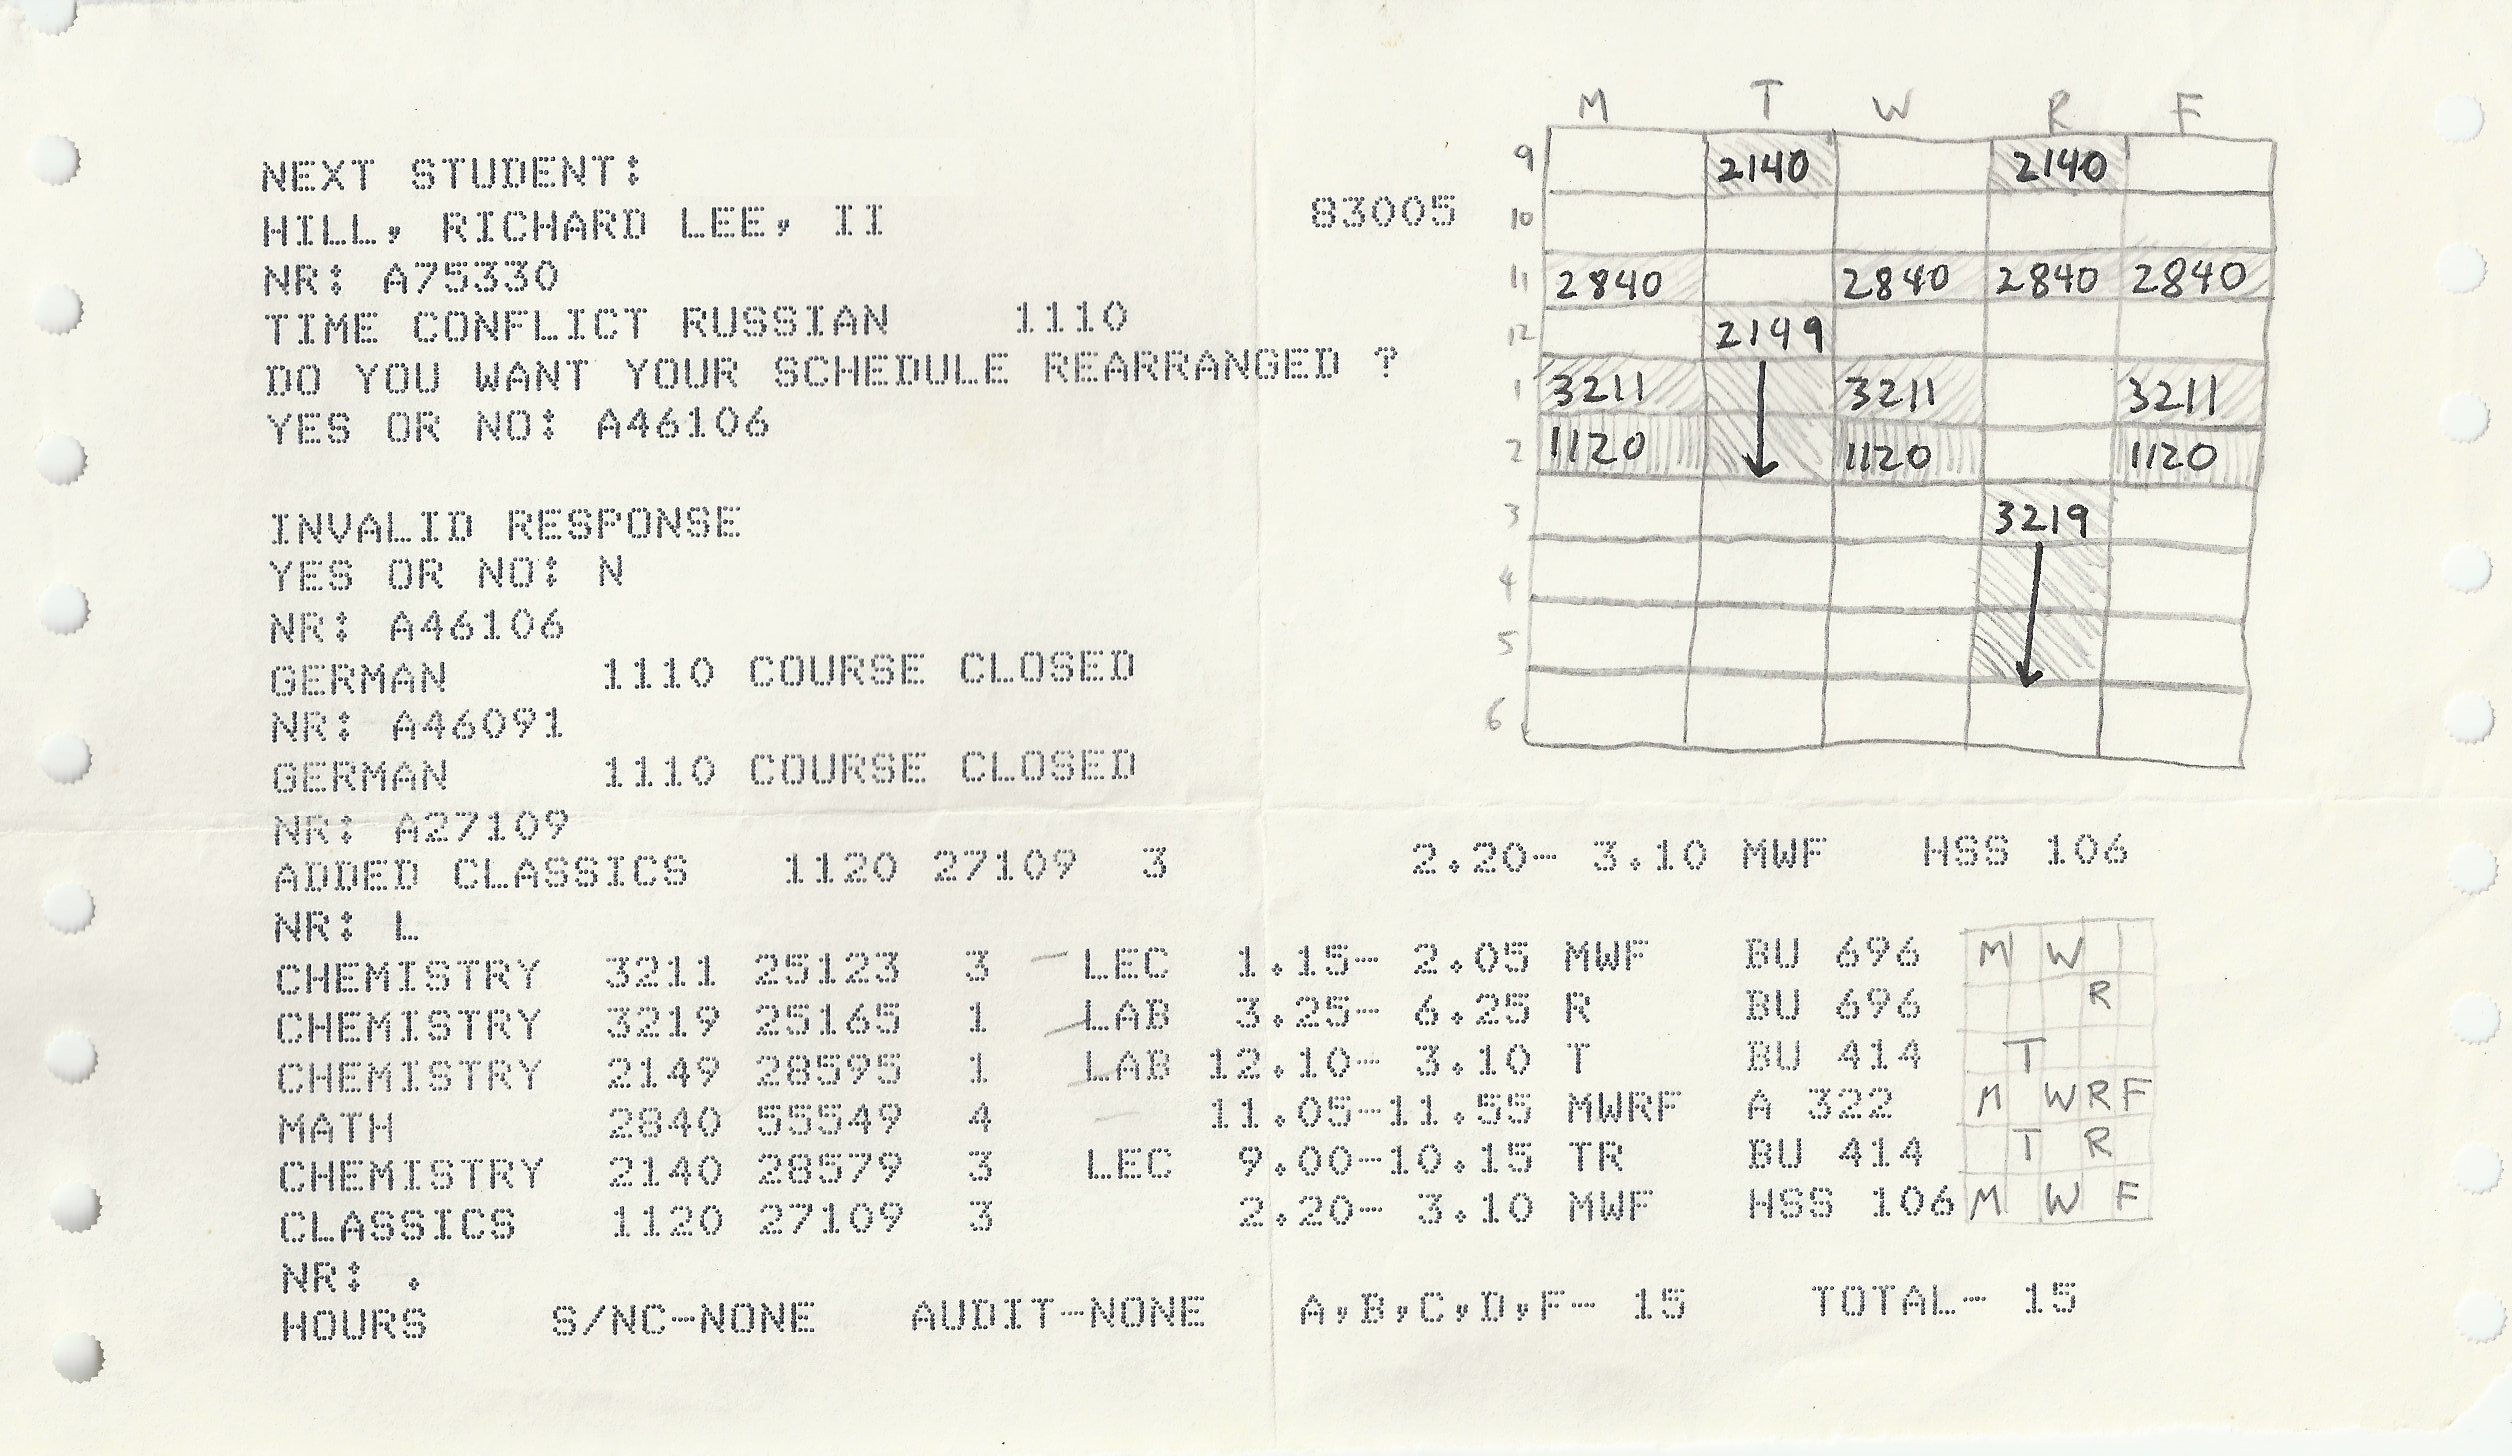 NEXT STUDENT:
HILL, RICHARD LEE, II 83005
NR: A75330
TIME CONFLICT RUSSIAN 1110
DO YOU WANT YOUR SCHEDULE REARRANGED ?
YES OR NO: A46106
INVALID RESPONSE
YES OR NO: N
NR: A46106
GERMAN 1110 COURSE CLOSED
NR: A46091
GERMAN 1110 COURSE CLOSED
NR: A27109
ADDED CLASSICS 1120 27109 3 2.20- 3.10 MWF HSS 106
NR: L
CHEMISTRY 3211 25123 3 LEC 1.15- 2.05 MWF BU 696 M W
CHEMISTRY 3219 25165 1 LAB 3.25- 6.25 R BU 696 R
CHEMISTRY 2149 28595 1 LAB 12.10- 3.10 T BU 414 T
MATH 2840 55549 4 11.05-11.55 MWRF A 322 M W R F
CHEMISTRY 2140 28579 3 LEC 9.00-10.15 TR BU 414 T R
CLASSICS 1120 27109 3 2.20- 3.10 MWF HSS 106 M W F
NR: .
HOURS S/NC-NONE AUDIT-NONE A,B,C,D,F- 15 TOTAL- 15
M T W R F
9 2140 2140
10
11 2840 2840 2840 2840
12 2149
1 3211 3211 3211
2 1120 1120 1120
3 3219
4
5
6